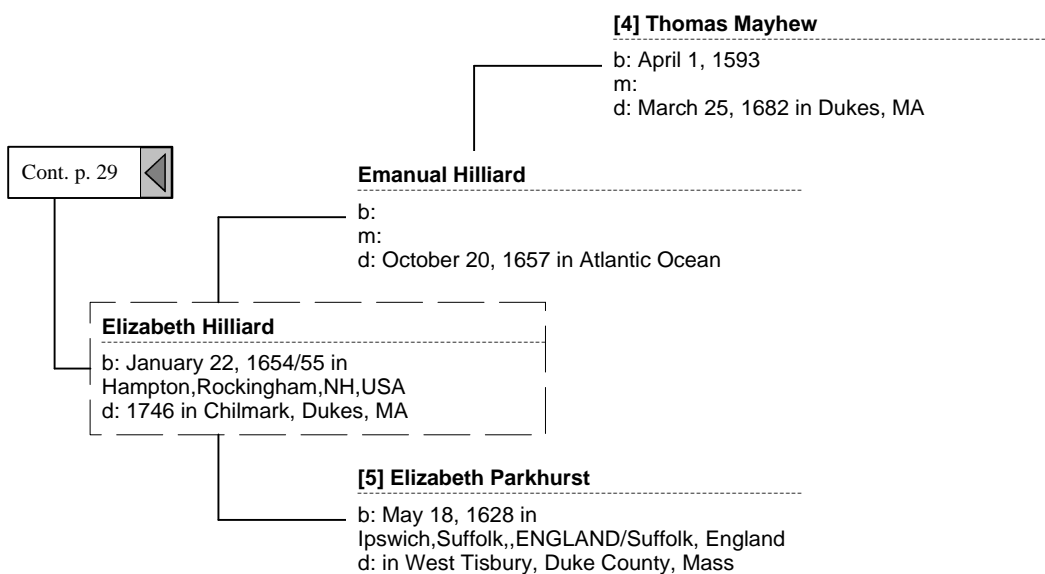 [4] Thomas Mayhew
b: April 1, 1593
m:
d: March 25, 1682 in Dukes, MA
Cont. p. 29
Emanual Hilliard
b:
m:
d: October 20, 1657 in Atlantic Ocean
Elizabeth Hilliard
b: January 22, 1654/55 in
Hampton,Rockingham,NH,USA
d: 1746 in Chilmark, Dukes, MA
[5] Elizabeth Parkhurst
b: May 18, 1628 in
Ipswich,Suffolk,,ENGLAND/Suffolk, England
d: in West Tisbury, Duke County, Mass